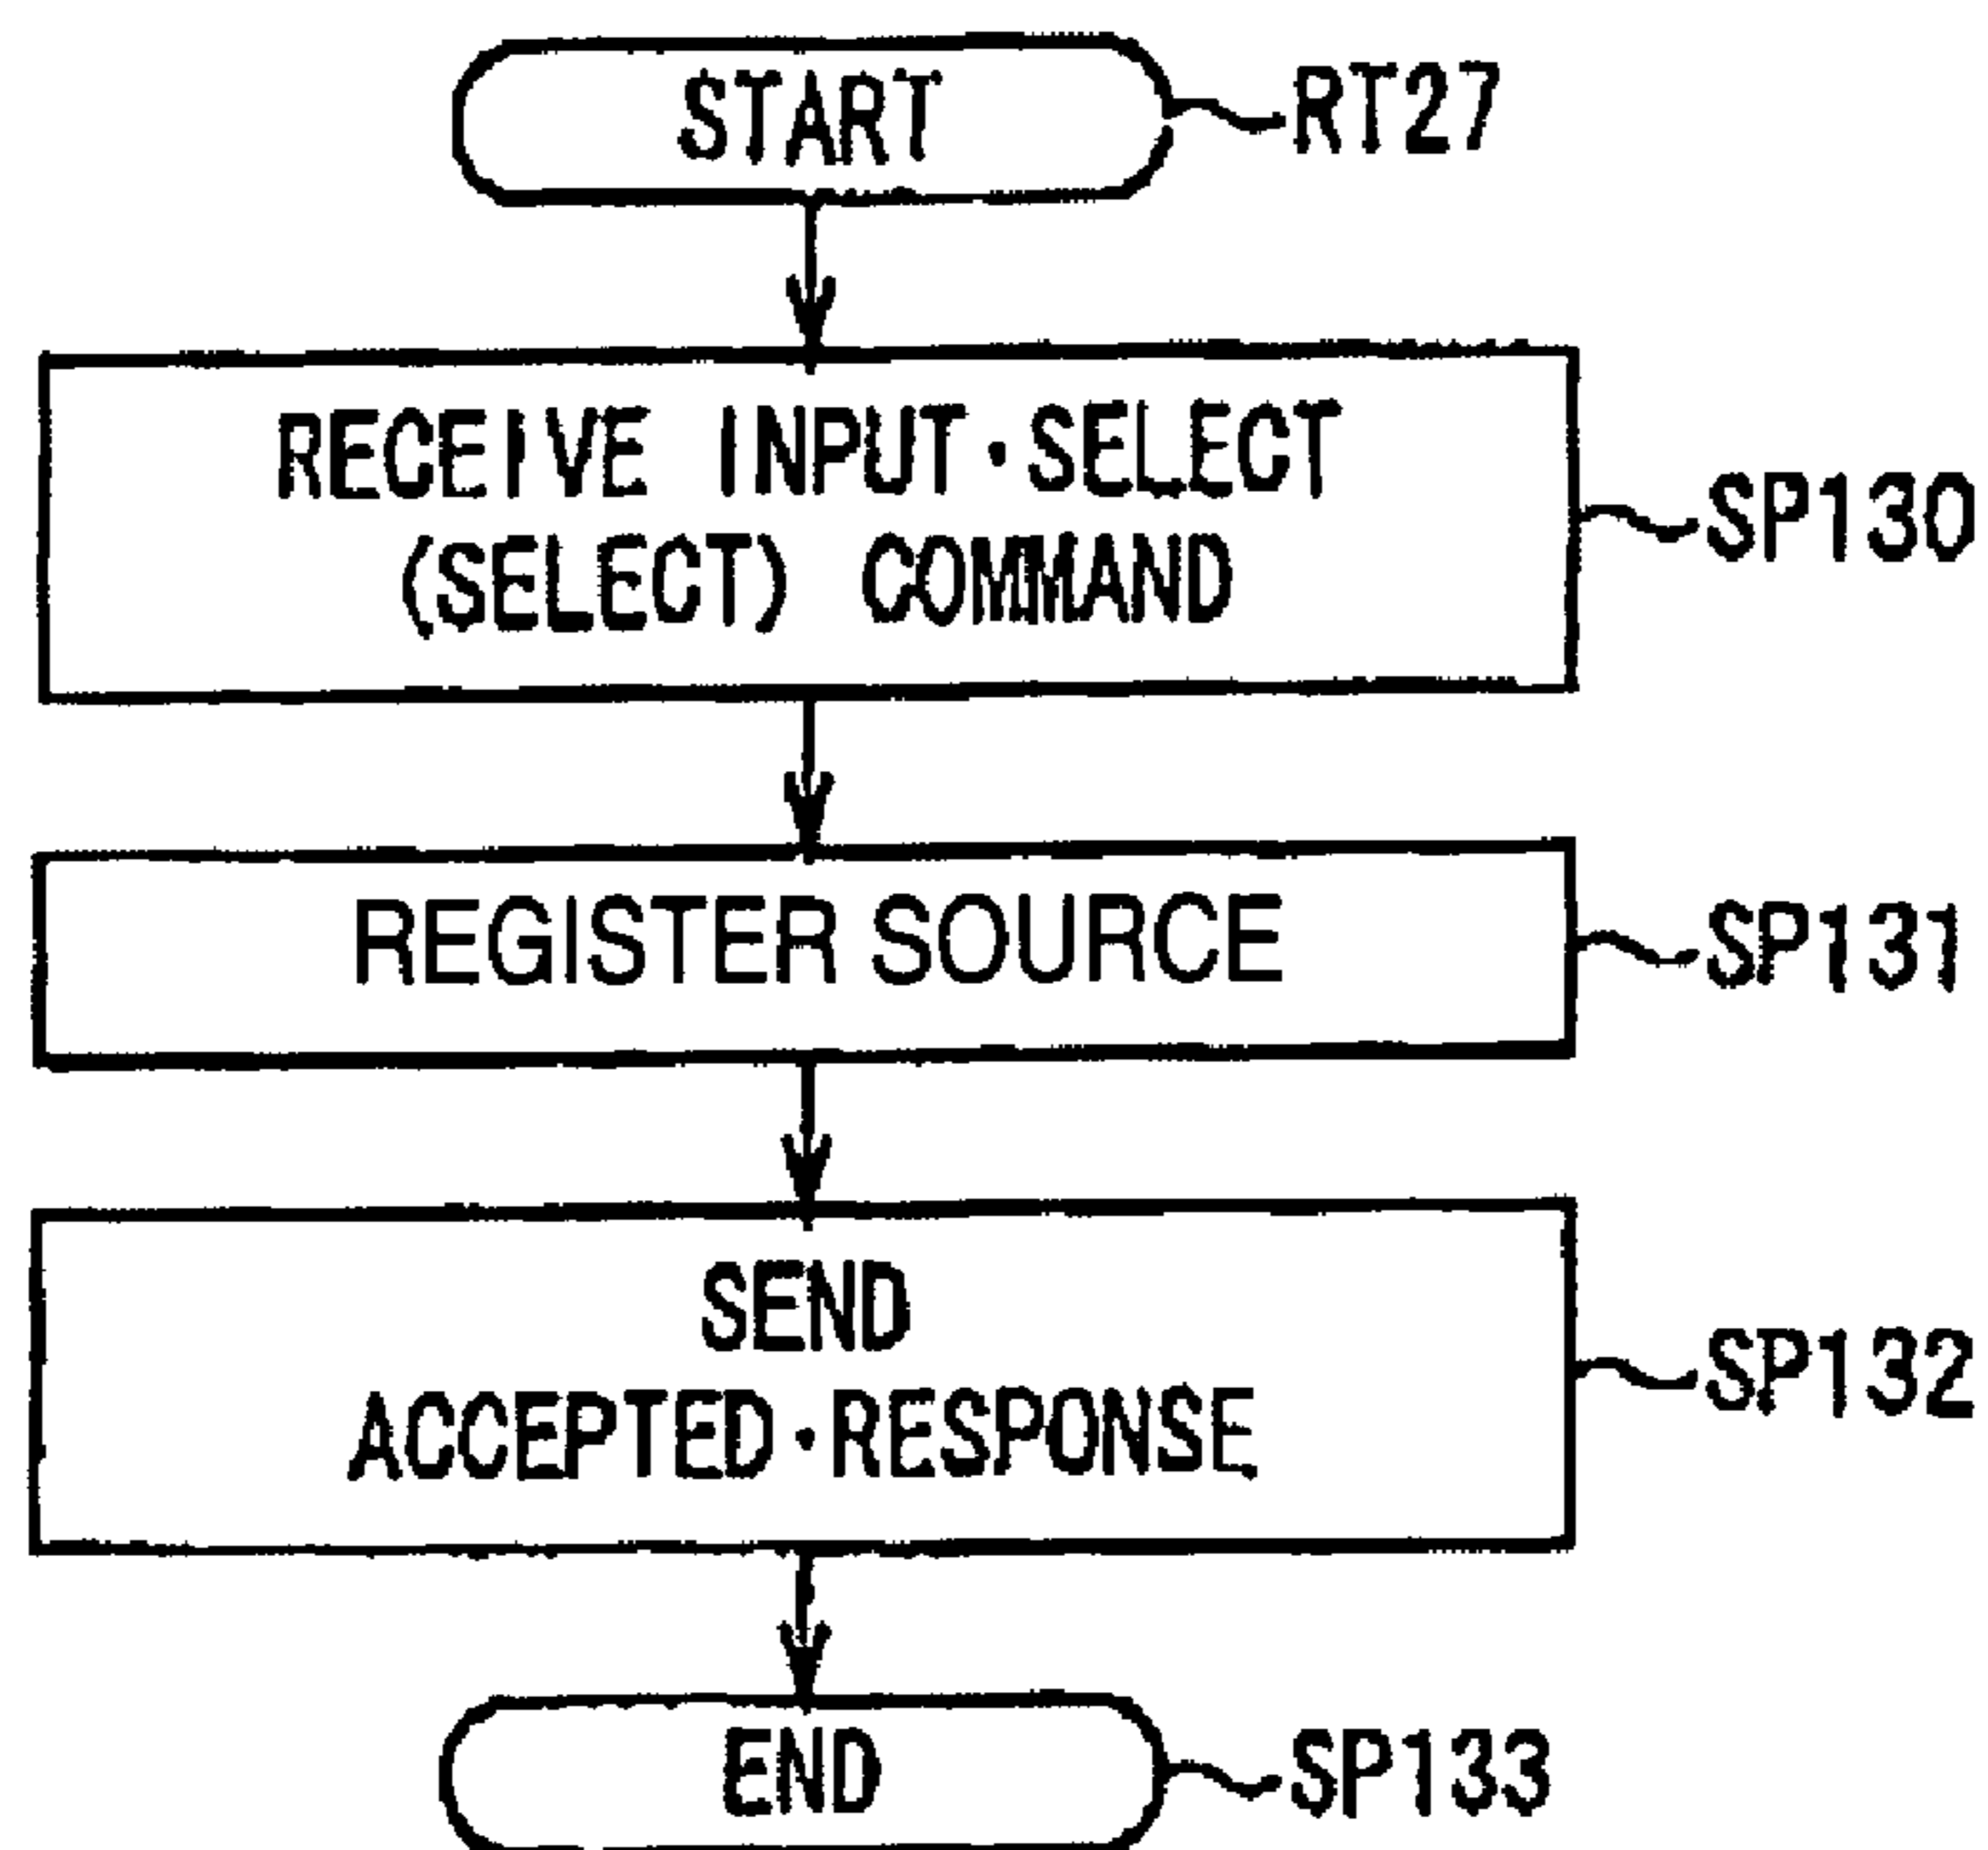 START
RT27
RECEIVE INPUT·SELECT
(SELECT) COMMAND
SP130
REGISTER SOURCE
SP131
SEND
ACCEPTED·RESPONSE
SP132
END
SP133